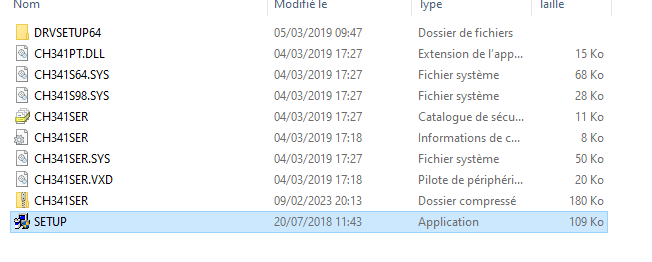 Nom Modifié le Type Taille
DRVSETUP64 05/03/2019 09:47 Dossier de fichiers
CH341PT.DLL 04/03/2019 17:27 Extension de l'app... 15 Ko
CH341S64.SYS 04/03/2019 17:27 Fichier système 68 Ko
CH341S98.SYS 04/03/2019 17:27 Fichier système 28 Ko
CH341SER 04/03/2019 17:27 Catalogue de sécu... 11 Ko
CH341SER 04/03/2019 17:18 Informations de c... 8 Ko
CH341SER.SYS 04/03/2019 17:27 Fichier système 50 Ko
CH341SER.VXD 04/03/2019 17:18 Pilote de périphéri... 20 Ko
CH341SER 09/02/2023 20:13 Dossier compressé 180 Ko
SETUP 20/07/2018 11:43 Application 109 Ko